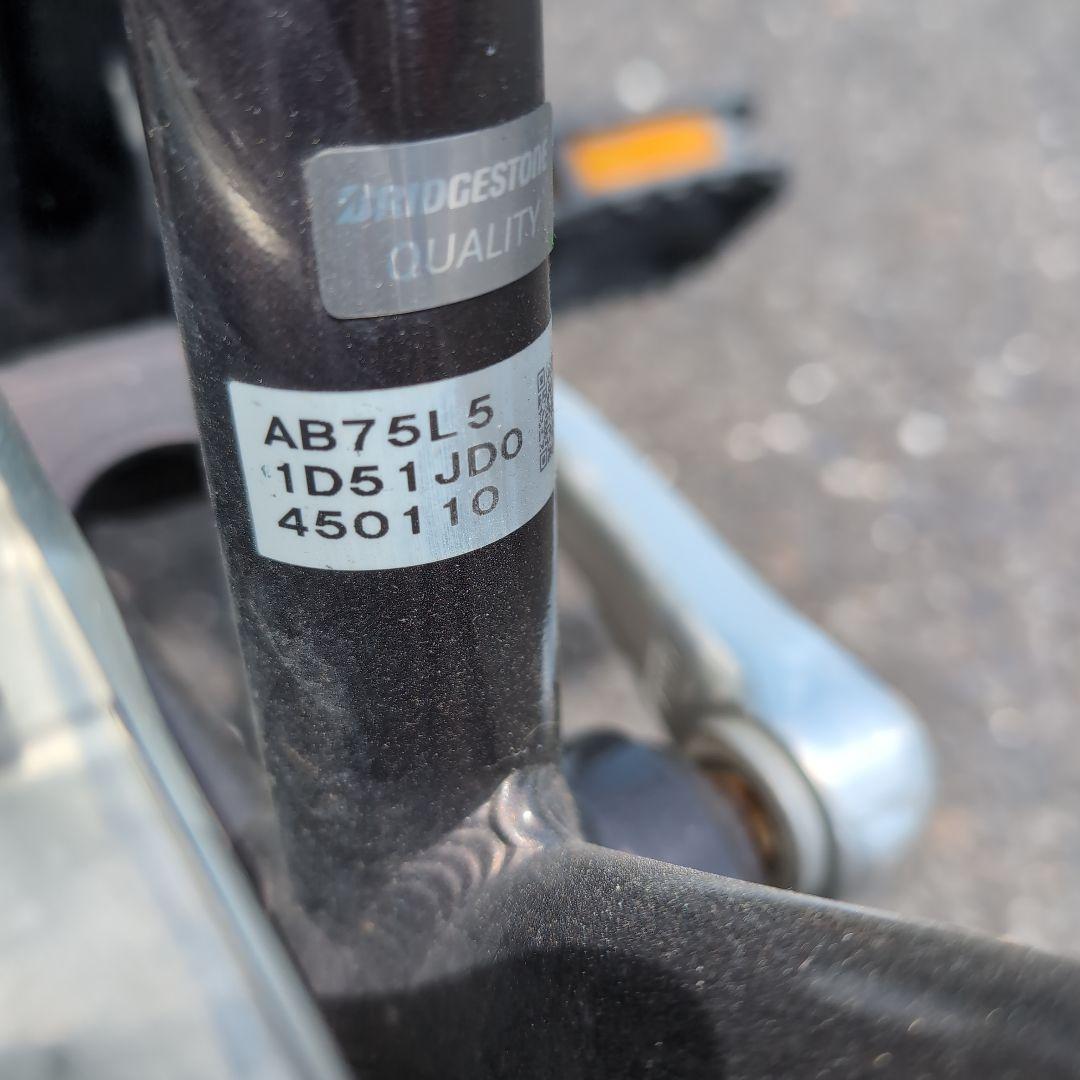 BRIDGESTONE
QUALITY
AB75L5
1D51JD0
450110